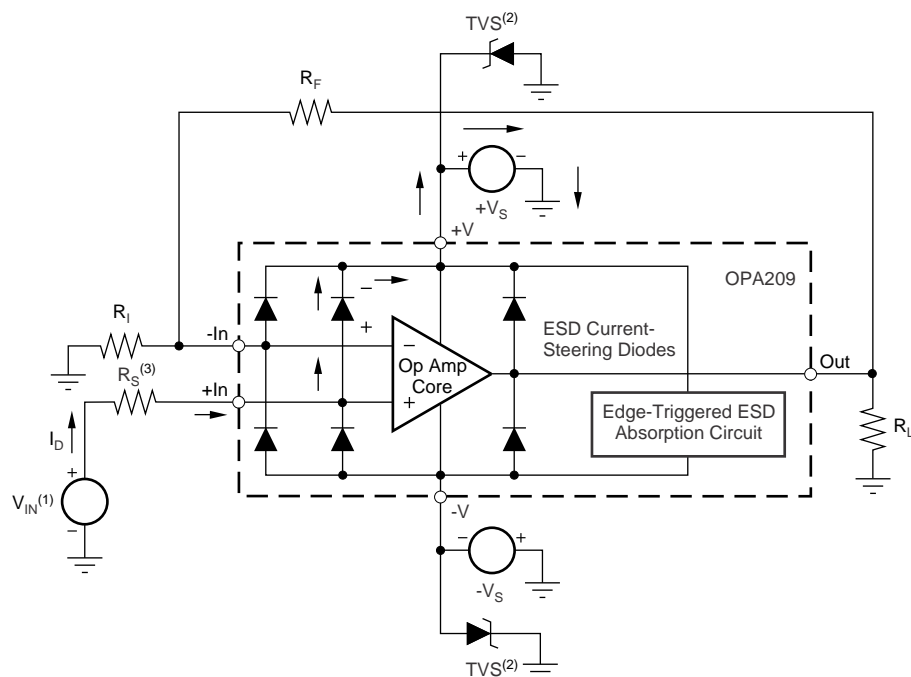 TVS(2)
RF
+ −
+VS
+V
OPA209
−
+
RI
-In
−
Op Amp
Core
+
ESD Current-
Steering Diodes
Out
RS(3)
+In
Edge-Triggered ESD
Absorption Circuit
RL
ID
+
VIN(1)
−
-V
− +
-VS
TVS(2)